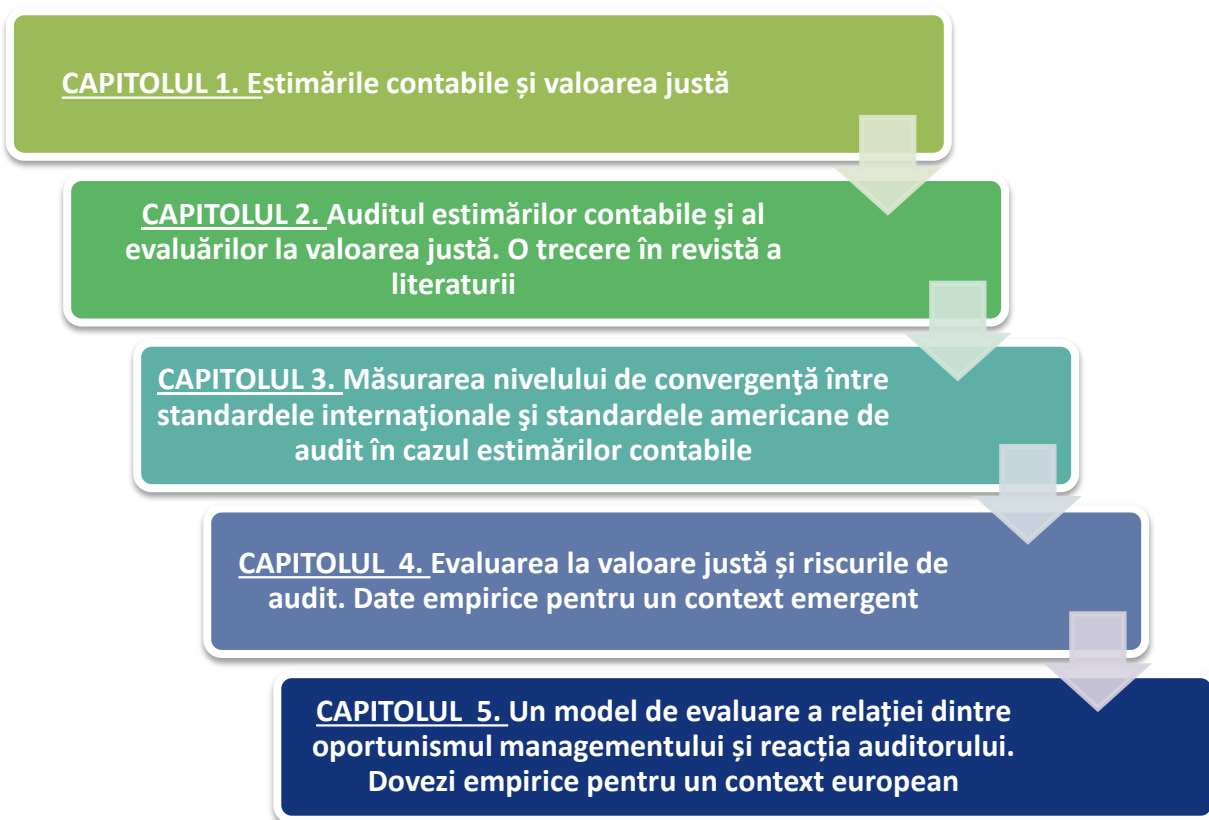 CAPITOLUL 1. Estimările contabile și valoarea justă
CAPITOLUL 2. Auditul estimărilor contabile și al
evaluărilor la valoarea justă. O trecere în revistă a
literaturii
CAPITOLUL 3. Măsurarea nivelului de convergenţă între
standardele internaţionale şi standardele americane de
audit în cazul estimărilor contabile
CAPITOLUL 4. Evaluarea la valoare justă și riscurile de
audit. Date empirice pentru un context emergent
CAPITOLUL 5. Un model de evaluare a relației dintre
oportunismul managementului și reacția auditorului.
Dovezi empirice pentru un context european